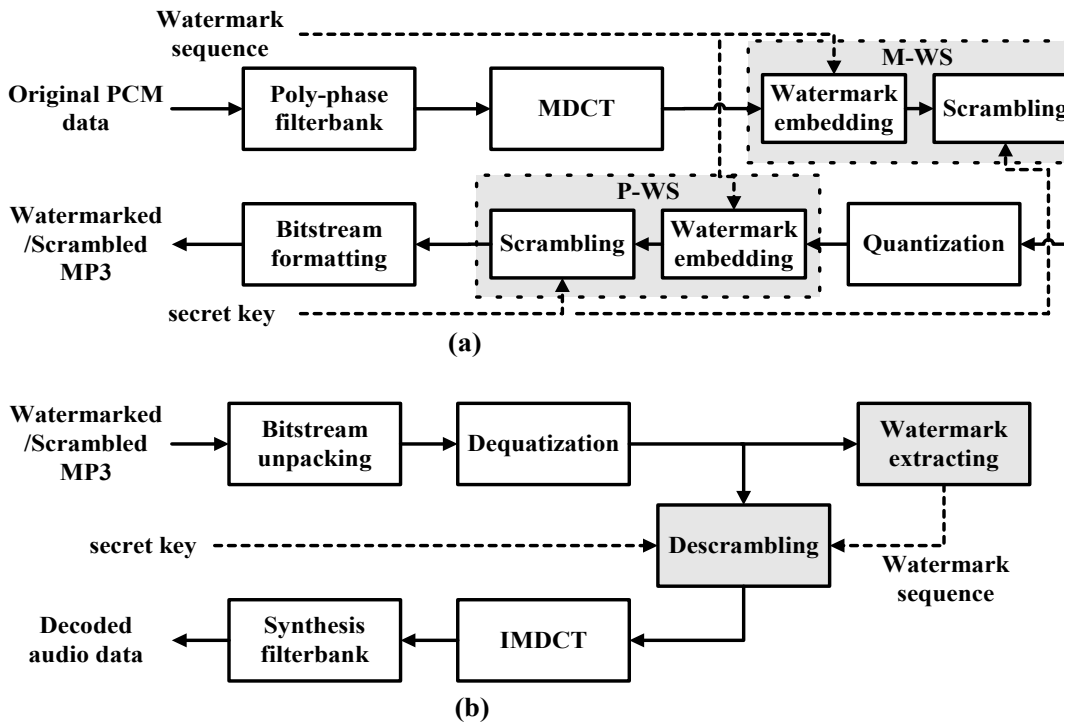 Watermark
sequence
M-WS
Original PCM
data
Poly-phase
filterbank
MDCT
Watermark
embedding
Scrambling
P-WS
Watermarked
/Scrambled
MP3
Bitstream
formatting
Scrambling
Watermark
embedding
Quantization
secret key
(a)
Watermarked
/Scrambled
MP3
Bitstream
unpacking
Dequatization
Watermark
extracting
secret key
Descrambling
Watermark
sequence
Decoded
audio data
Synthesis
filterbank
IMDCT
(b)